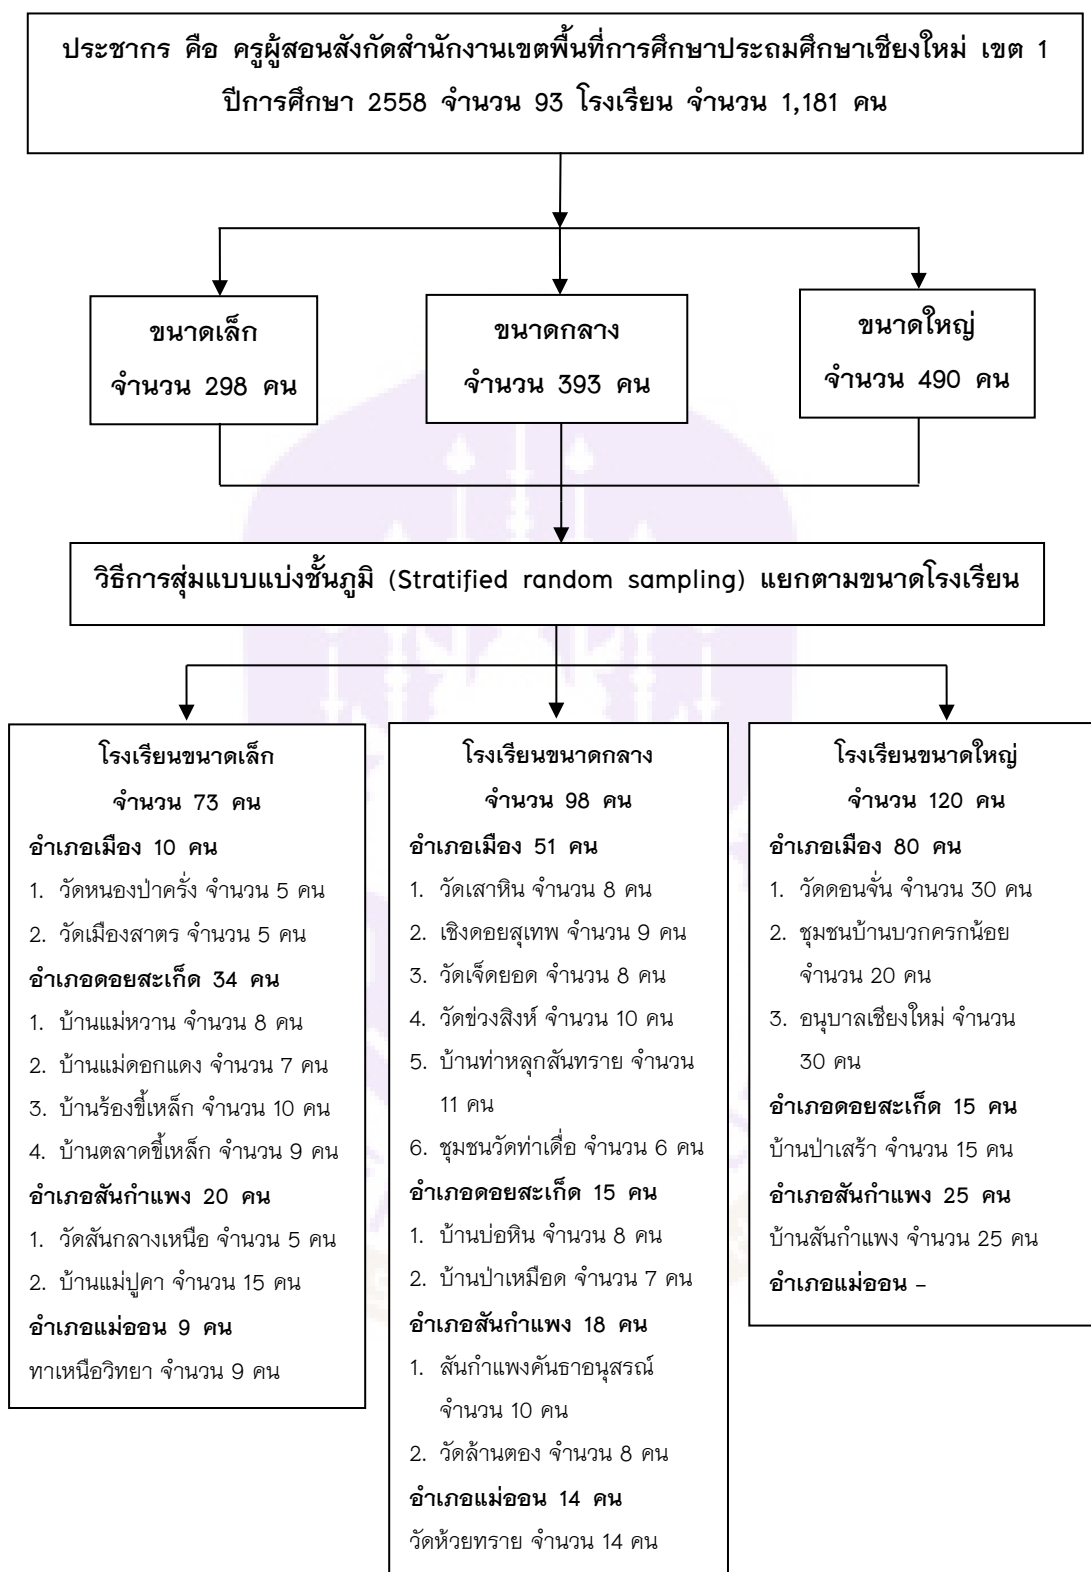 ประชากร คือ ครูผู้สอนสังกัดสำนักงานเขตพื้นที่การศึกษาประถมศึกษาเชียงใหม่ เขต 1
ปีการศึกษา 2558 จำนวน 93 โรงเรียน จำนวน 1,181 คน
ขนาดเล็ก
จำนวน 298 คน
ขนาดกลาง
จำนวน 393 คน
ขนาดใหญ่
จำนวน 490 คน
วิธีการสุ่มแบบแบ่งชั้นภูมิ (Stratified random sampling) แยกตามขนาดโรงเรียน
โรงเรียนขนาดเล็ก
จำนวน 73 คน
อำเภอเมือง 10 คน
1. วัดหนองป่าครั่ง จำนวน 5 คน
2. วัดเมืองสาตร จำนวน 5 คน
อำเภอดอยสะเก็ด 34 คน
1. บ้านแม่หวาน จำนวน 8 คน
2. บ้านแม่ดอกแดง จำนวน 7 คน
3. บ้านร้องขี้เหล็ก จำนวน 10 คน
4. บ้านตลาดขี้เหล็ก จำนวน 9 คน
อำเภอสันกำแพง 20 คน
1. วัดสันกลางเหนือ จำนวน 5 คน
2. บ้านแม่ปูคา จำนวน 15 คน
อำเภอแม่ออน 9 คน
ทาเหนือวิทยา จำนวน 9 คน
โรงเรียนขนาดกลาง
จำนวน 98 คน
อำเภอเมือง 51 คน
1. วัดเสาหิน จำนวน 8 คน
2. เชิงดอยสุเทพ จำนวน 9 คน
3. วัดเจ็ดยอด จำนวน 8 คน
4. วัดข่วงสิงห์ จำนวน 10 คน
5. บ้านท่าหลุกสันทราย จำนวน
11 คน
6. ชุมชนวัดท่าเดื่อ จำนวน 6 คน
อำเภอดอยสะเก็ด 15 คน
1. บ้านบ่อหิน จำนวน 8 คน
2. บ้านป่าเหมือด จำนวน 7 คน
อำเภอสันกำแพง 18 คน
1. สันกำแพงคันธาอนุสรณ์
จำนวน 10 คน
2. วัดล้านตอง จำนวน 8 คน
อำเภอแม่ออน 14 คน
วัดห้วยทราย จำนวน 14 คน
โรงเรียนขนาดใหญ่
จำนวน 120 คน
อำเภอเมือง 80 คน
1. วัดดอนจั่น จำนวน 30 คน
2. ชุมชนบ้านบวกครกน้อย
จำนวน 20 คน
3. อนุบาลเชียงใหม่ จำนวน
30 คน
อำเภอดอยสะเก็ด 15 คน
บ้านป่าเสร้า จำนวน 15 คน
อำเภอสันกำแพง 25 คน
บ้านสันกำแพง จำนวน 25 คน
อำเภอแม่ออน –